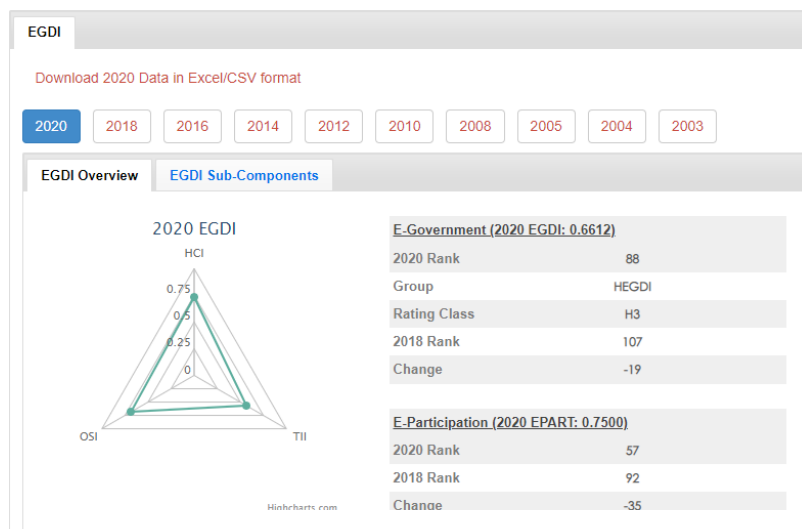 EGDI
Download 2020 Data in Excel/CSV format
2020 2018 2016 2014 2012 2010 2008 2005 2004 2003
EGDI Overview EGDI Sub-Components
2020 EGDI
HCI
0.75
0.5
0.25
0
OSI TII
Highcharts.com
E-Government (2020 EGDI: 0.6612)
2020 Rank 88
Group HEGDI
Rating Class H3
2018 Rank 107
Change -19
E-Participation (2020 EPART: 0.7500)
2020 Rank 57
2018 Rank 92
Change -35